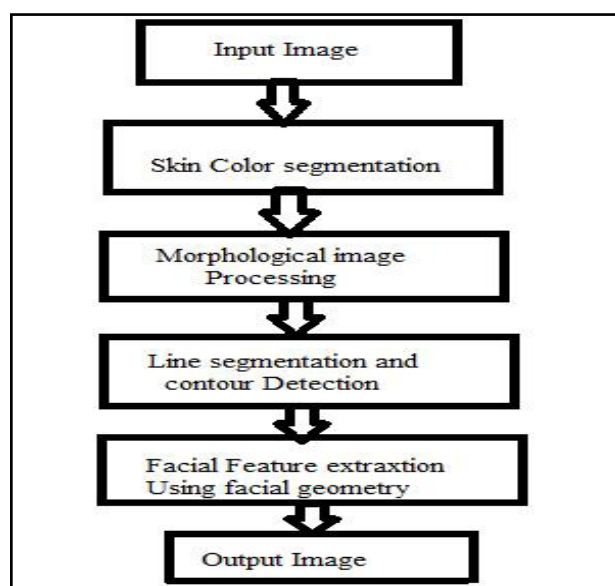 Input Image
Skin Color segmentation
Morphological image
Processing
Line segmentation and
contour Detection
Facial Feature extraxtion
Using facial geometry
Output Image